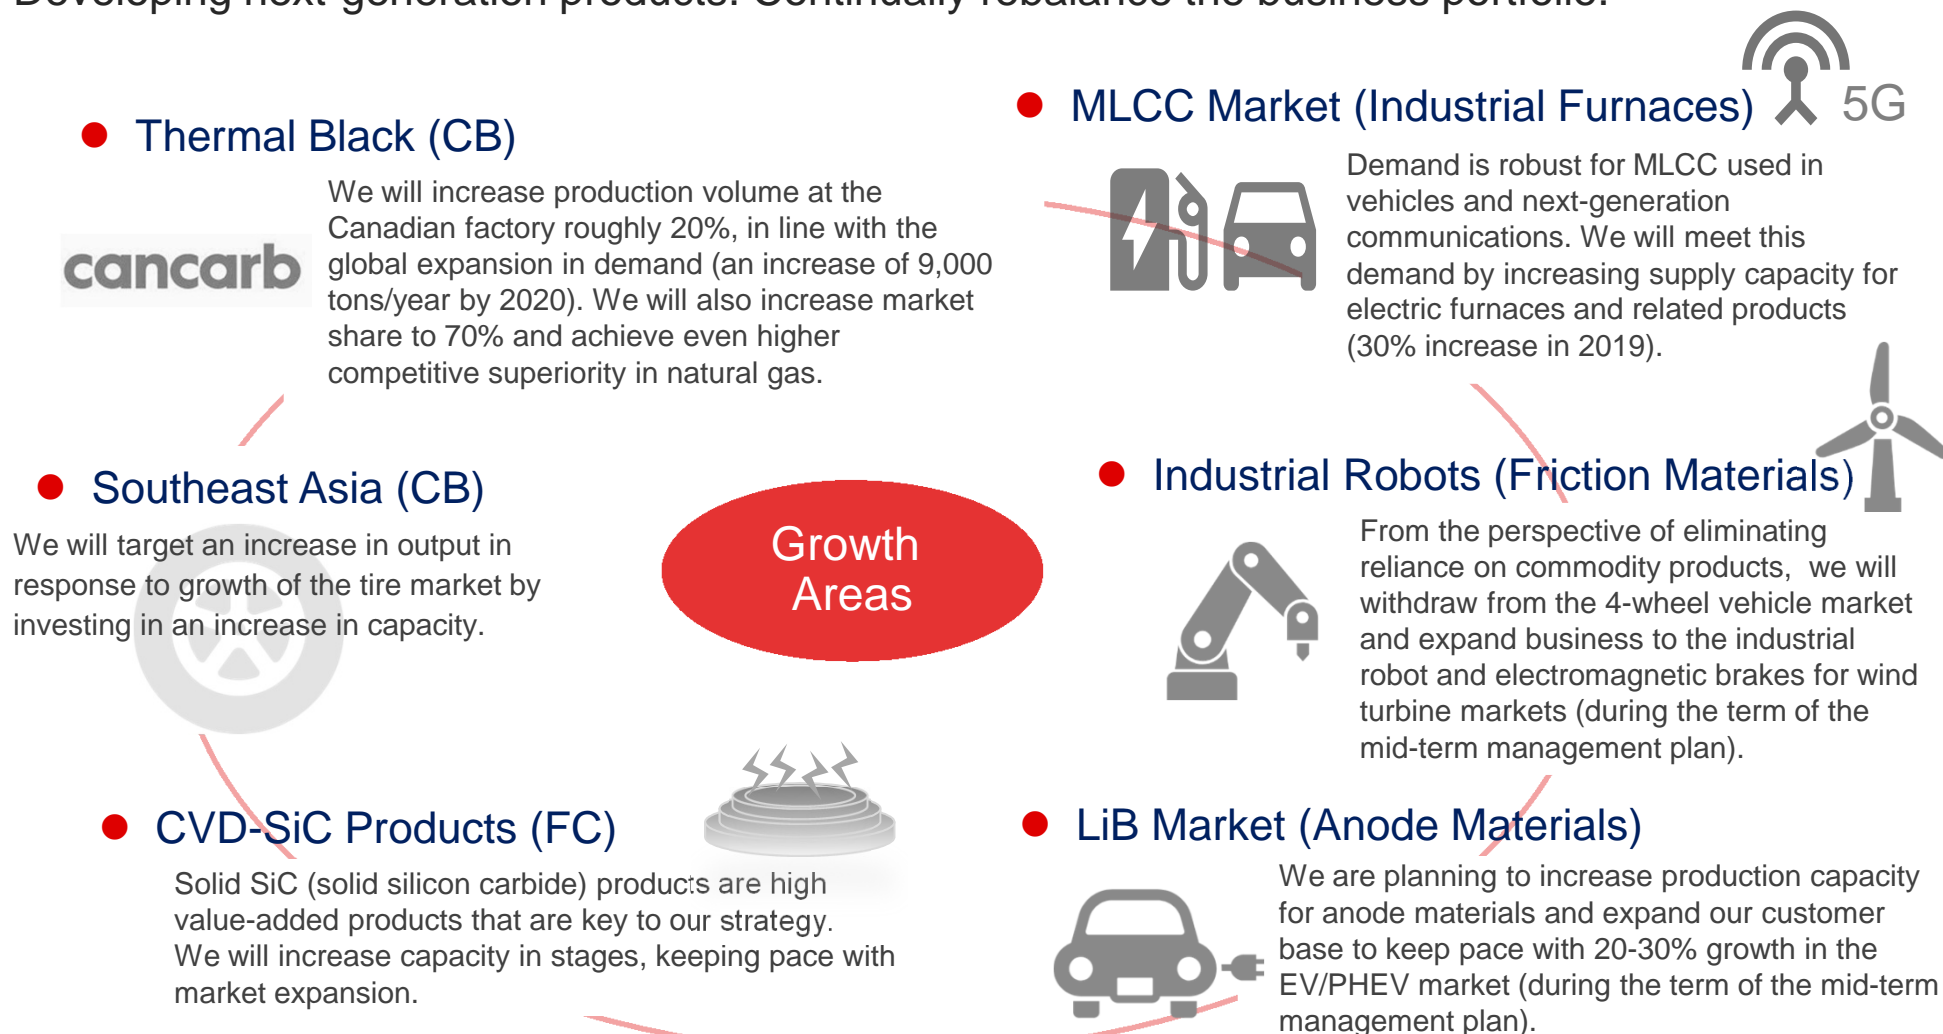 Developing next-generation products. Continually rebalance the business portfolio.
● Thermal Black (CB)
cancarb
We will increase production volume at the
Canadian factory roughly 20%, in line with the
global expansion in demand (an increase of 9,000
tons/year by 2020). We will also increase market
share to 70% and achieve even higher
competitive superiority in natural gas.
● Southeast Asia (CB)
We will target an increase in output in
response to growth of the tire market by
investing in an increase in capacity.
● CVD-SiC Products (FC)
Solid SiC (solid silicon carbide) products are high
value-added products that are key to our strategy.
We will increase capacity in stages, keeping pace with
market expansion.
Growth
Areas
● MLCC Market (Industrial Furnaces)
5G
Demand is robust for MLCC used in
vehicles and next-generation
communications. We will meet this
demand by increasing supply capacity for
electric furnaces and related products
(30% increase in 2019).
● Industrial Robots (Friction Materials)
From the perspective of eliminating
reliance on commodity products,  we will
withdraw from the 4-wheel vehicle market
and expand business to the industrial
robot and electromagnetic brakes for wind
turbine markets (during the term of the
mid-term management plan).
● LiB Market (Anode Materials)
We are planning to increase production capacity
for anode materials and expand our customer
base to keep pace with 20-30% growth in the
EV/PHEV market (during the term of the mid-term
management plan).